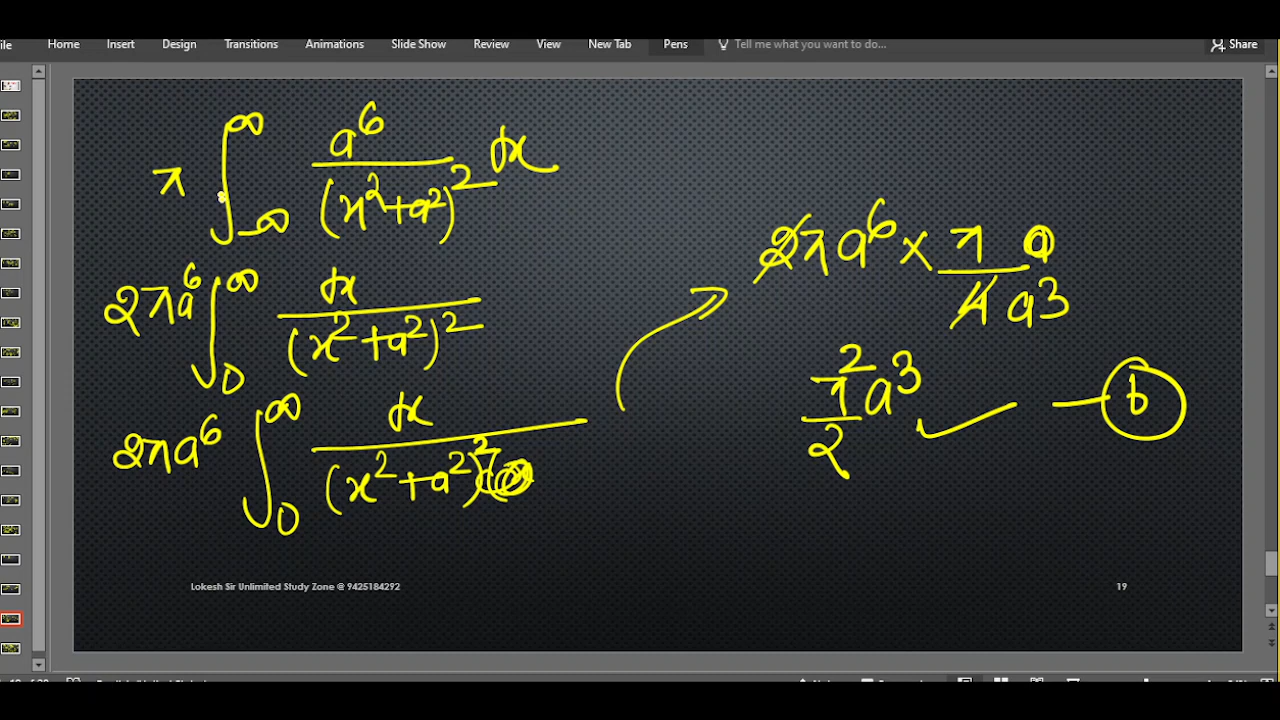 File Home Insert Design Transitions Animations Slide Show Review View New Tab Pens Tell me what you want to do... Share
π ∫_{-∞}^{∞} a^6/(x^2+a^2)^2 dx
2πa^6 ∫_0^∞ dx/(x^2+a^2)^2
2πa^6 ∫_0^∞ dx/(x^2+a^2)^2
2πa^6 × π/4a^3
π^2/2 a^3 ✓ — b
Lokesh Sir Unlimited Study Zone @ 9425184292
19